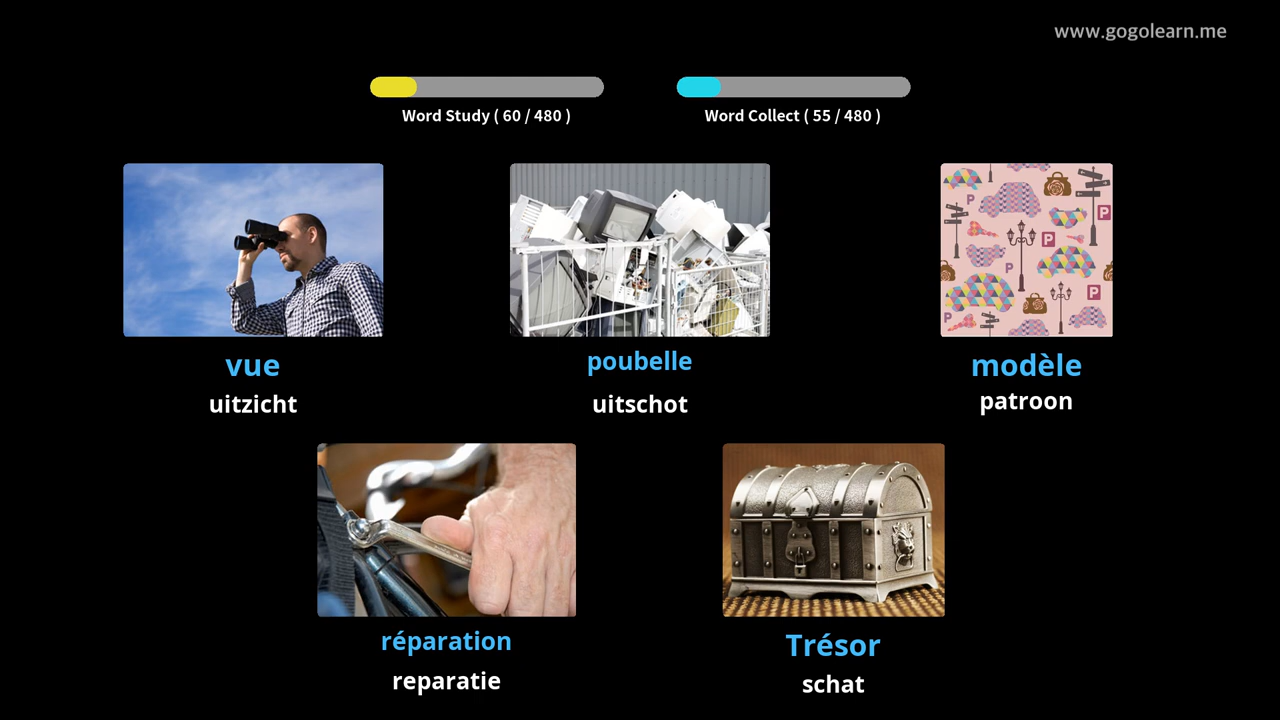 www.gogolearn.me
Word Study ( 60 / 480 )
Word Collect ( 55 / 480 )
vue
uitzicht
poubelle
uitschot
modèle
patroon
réparation
reparatie
Trésor
schat